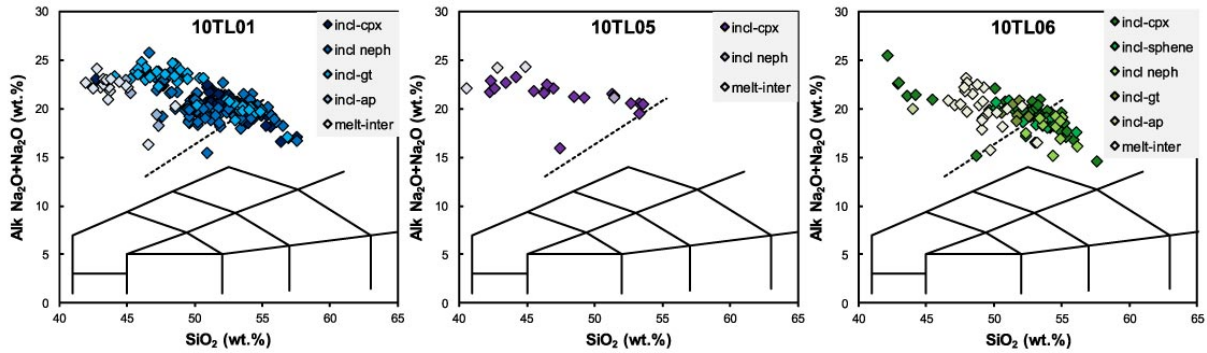 10TL01
incl-cpx
incl neph
incl-gt
incl-ap
melt-inter
Alk Na₂O+Na₂O (wt.%)
30
25
20
15
10
5
0
40 45 50 55 60 65
SiO₂ (wt.%)
10TL05
incl-cpx
incl neph
melt-inter
Alk Na₂O+Na₂O (wt.%)
30
25
20
15
10
5
0
40 45 50 55 60 65
SiO₂ (wt.%)
10TL06
incl-cpx
incl-sphene
incl neph
incl-gt
incl-ap
melt-inter
Alk Na₂O+Na₂O (wt.%)
30
25
20
15
10
5
0
40 45 50 55 60 65
SiO₂ (wt.%)